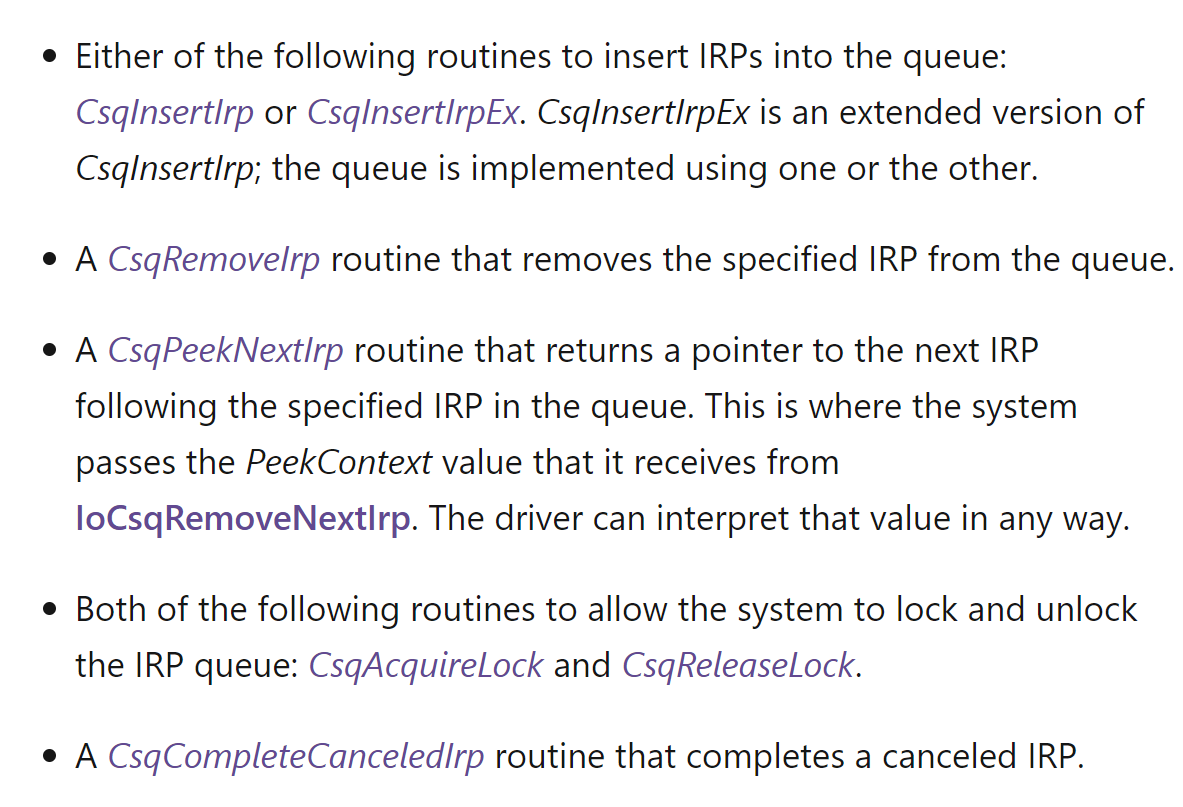 • Either of the following routines to insert IRPs into the queue:
CsqInsertIrp or CsqInsertIrpEx. CsqInsertIrpEx is an extended version of
CsqInsertIrp; the queue is implemented using one or the other.
• A CsqRemoveIrp routine that removes the specified IRP from the queue.
• A CsqPeekNextIrp routine that returns a pointer to the next IRP
following the specified IRP in the queue. This is where the system
passes the PeekContext value that it receives from
IoCsqRemoveNextIrp. The driver can interpret that value in any way.
• Both of the following routines to allow the system to lock and unlock
the IRP queue: CsqAcquireLock and CsqReleaseLock.
• A CsqCompleteCanceledIrp routine that completes a canceled IRP.